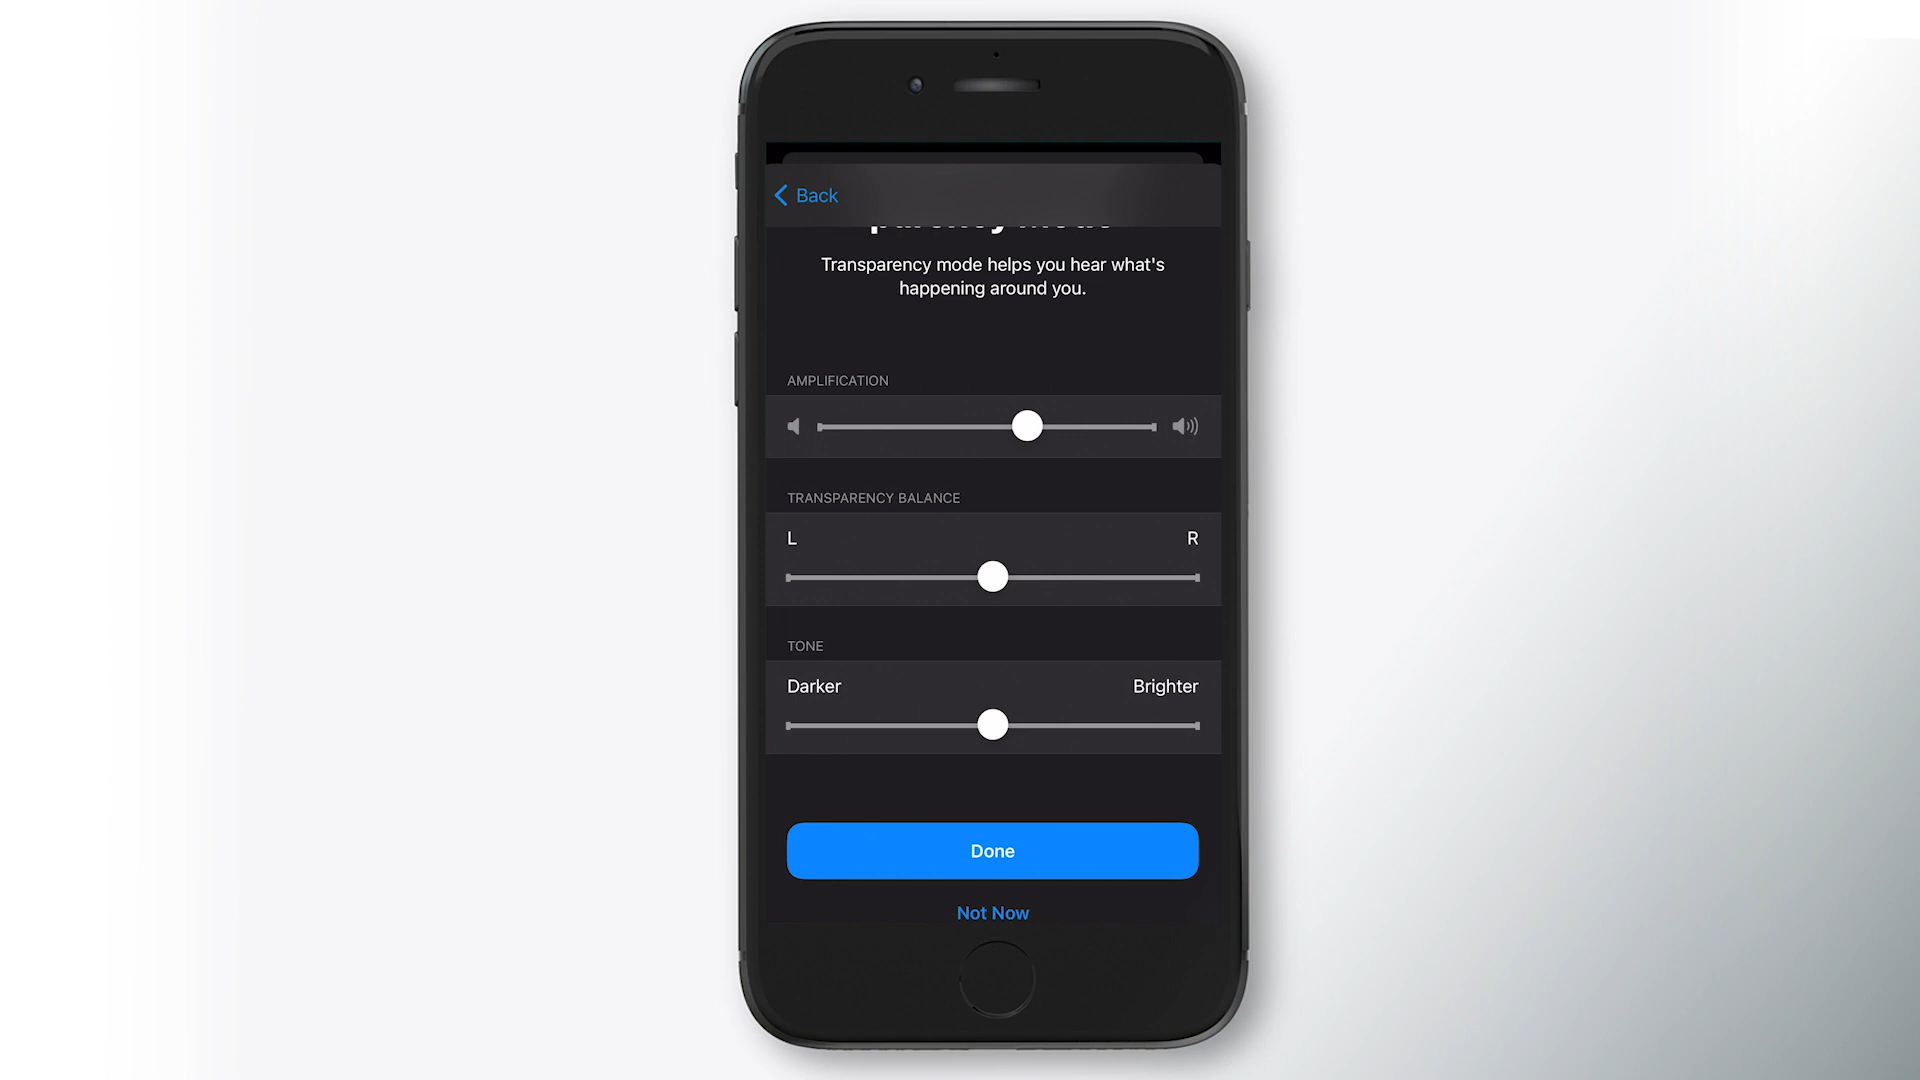 Back
Transparency mode helps you hear what's
happening around you.
AMPLIFICATION
TRANSPARENCY BALANCE
L R
TONE
Darker Brighter
Done
Not Now